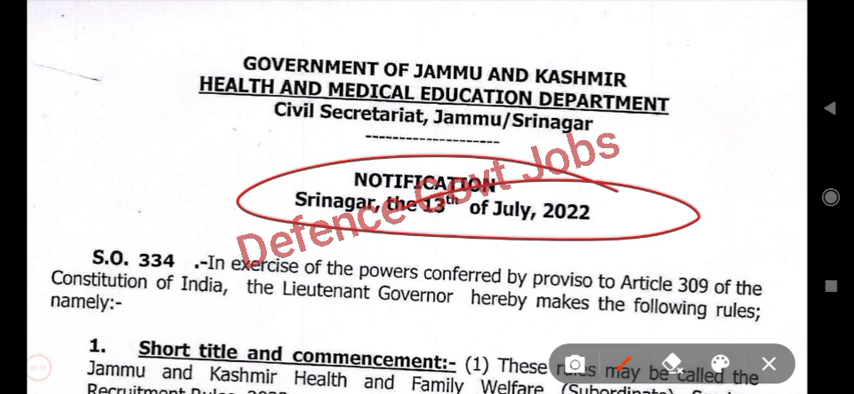 GOVERNMENT OF JAMMU AND KASHMIR
HEALTH AND MEDICAL EDUCATION DEPARTMENT
Civil Secretariat, Jammu/Srinagar
--------------------
NOTIFICATION
Srinagar, the 13th of July, 2022
Defence Govt Jobs
S.O. 334 .-In exercise of the powers conferred by proviso to Article 309 of the
Constitution of India, the Lieutenant Governor hereby makes the following rules;
namely:-
1. Short title and commencement:- (1) These rules may be called the
Jammu and Kashmir Health and Family Welfare (Subordinate)
Recruitment Rules